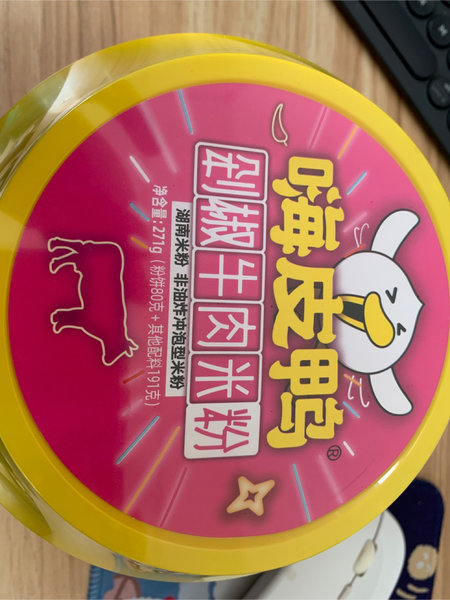 嗨皮鸭®
剁椒牛肉米粉
湖南米粉 非油炸冲泡型米粉
净含量:271g(粉饼80克+其他配料191克)